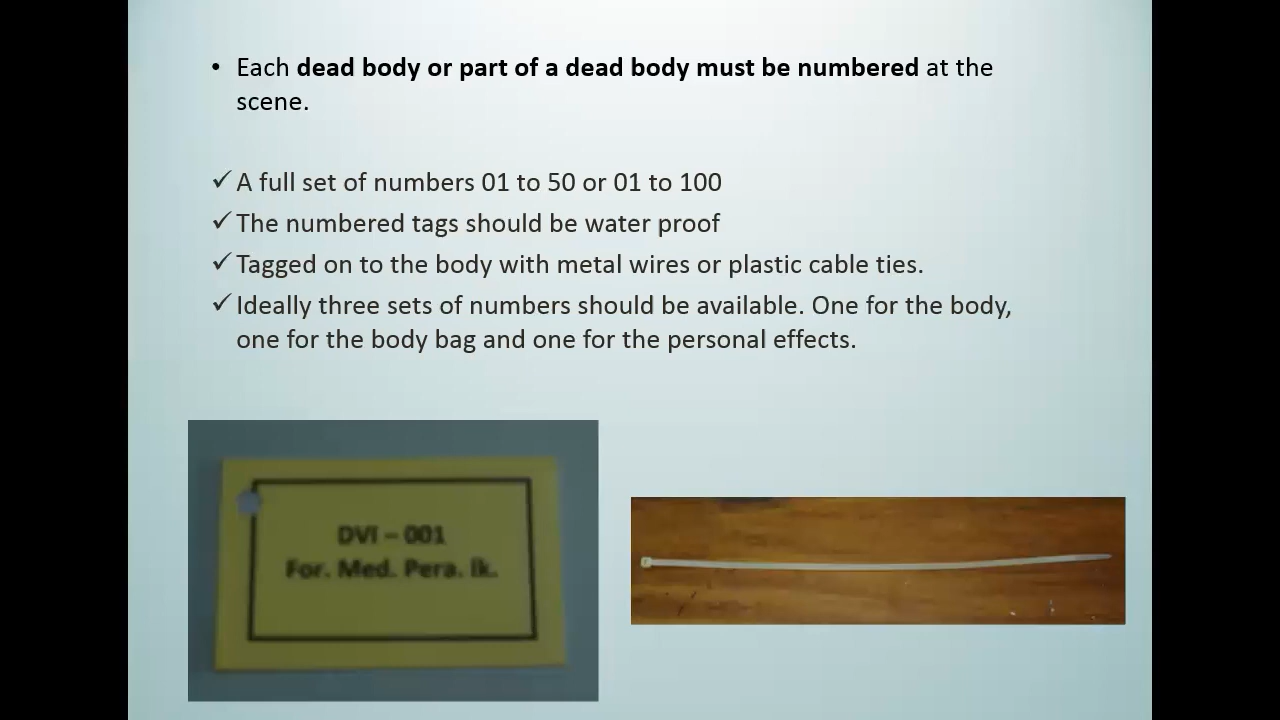 • Each dead body or part of a dead body must be numbered at the
scene.
✓ A full set of numbers 01 to 50 or 01 to 100
✓ The numbered tags should be water proof
✓ Tagged on to the body with metal wires or plastic cable ties.
✓ Ideally three sets of numbers should be available. One for the body,
one for the body bag and one for the personal effects.
DVI – 001
For. Med. Pera. lk.